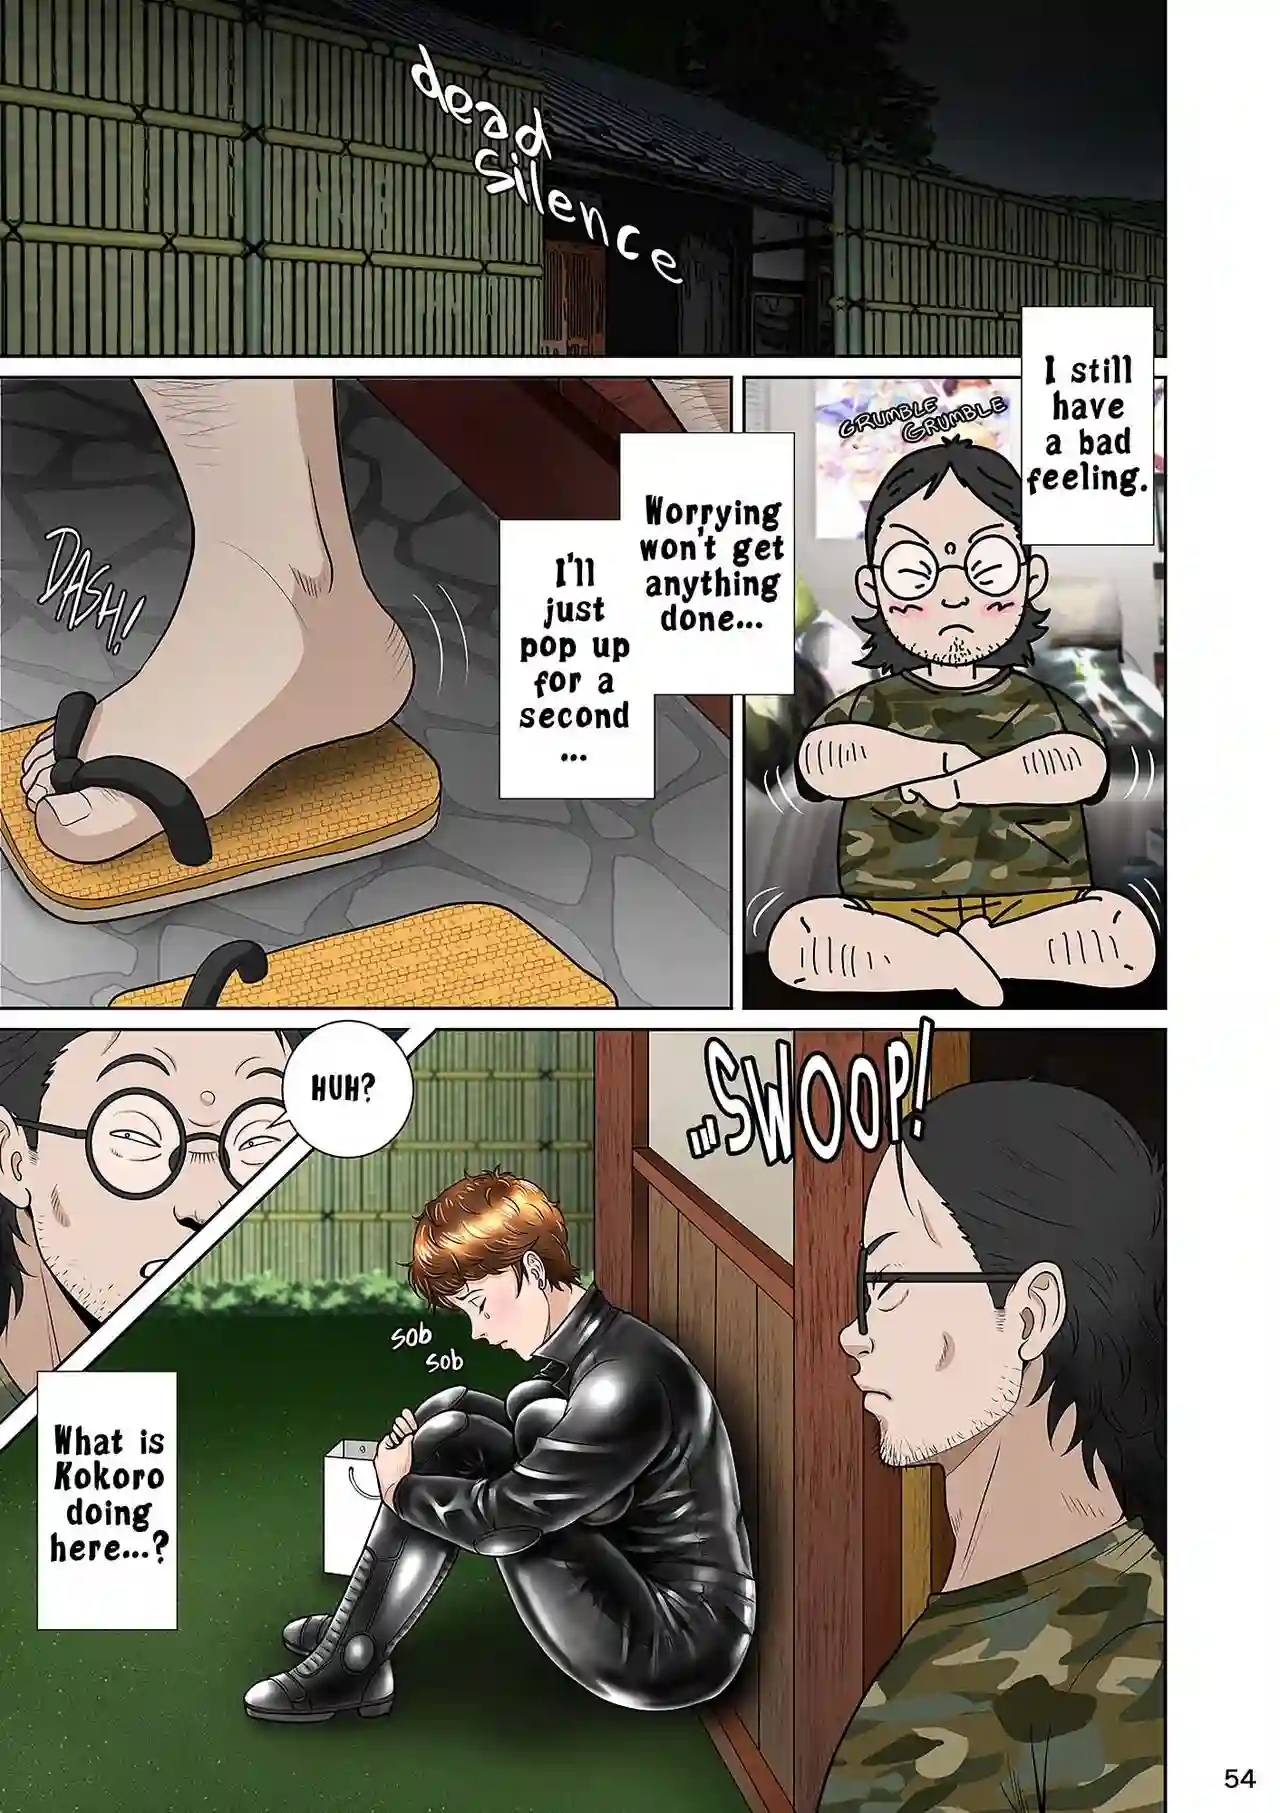 dead
silence
I still
have
a bad
feeling.
GRUMBLE
GRUMBLE
Worrying
won't get
anything
done...
I'll
just
pop up
for a
second
...
DASH!
SWOOP!
HUH?
sob
sob
What is
Kokoro
doing
here...?
54